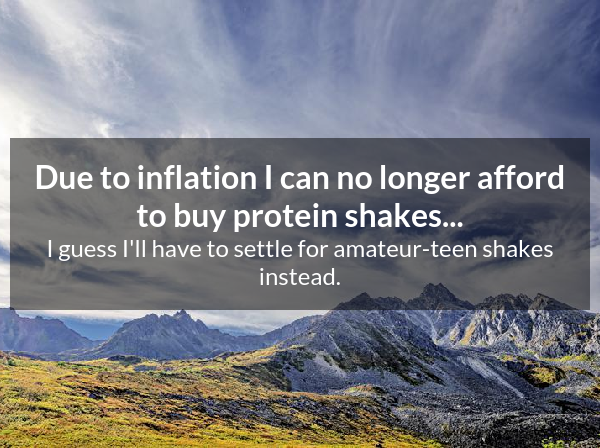 Due to inflation I can no longer afford
to buy protein shakes...
I guess I'll have to settle for amateur-teen shakes
instead.